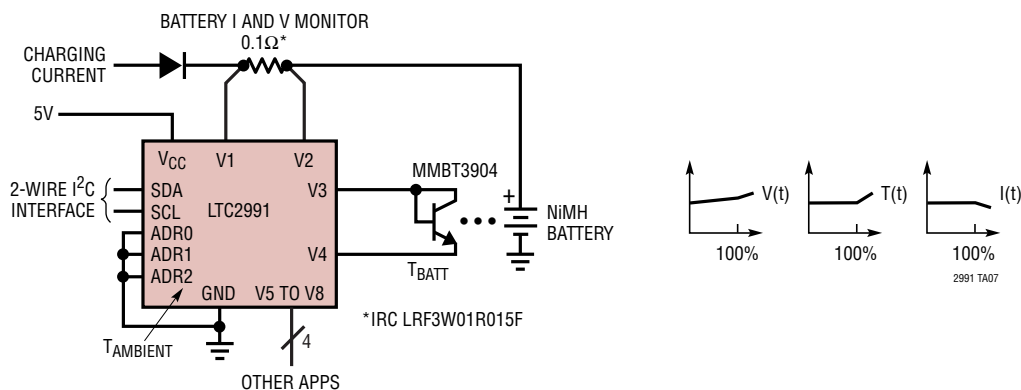 BATTERY I AND V MONITOR
0.1Ω*
CHARGING
CURRENT
5V
VCC
V1
V2
2-WIRE I2C
INTERFACE
SDA
SCL
ADR0
ADR1
ADR2
LTC2991
V3
V4
GND
V5 TO V8
TAMBIENT
4
OTHER APPS
MMBT3904
TBATT
+
NiMH
BATTERY
*IRC LRF3W01R015F
V(t)
100%
T(t)
100%
I(t)
100%
2991 TA07